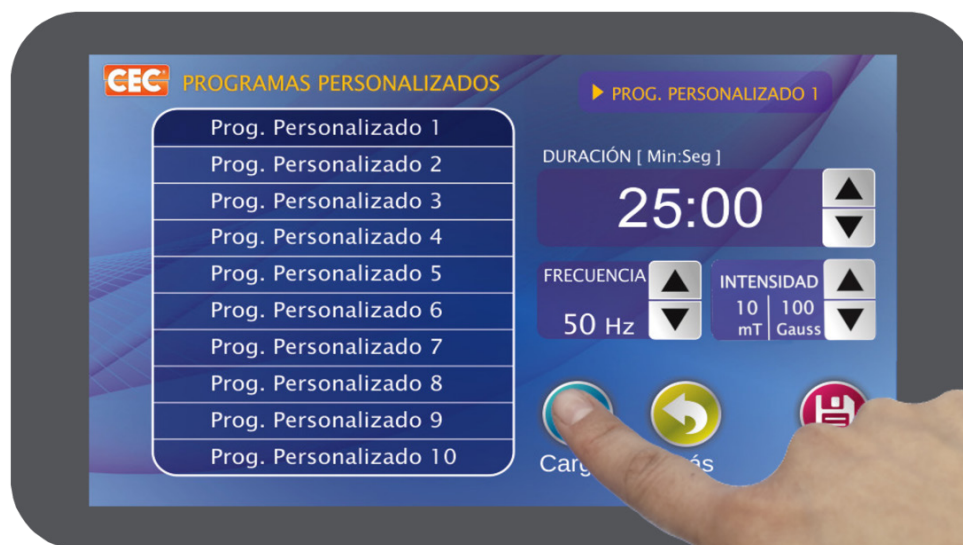 CEC
PROGRAMAS PERSONALIZADOS
Prog. Personalizado 1
Prog. Personalizado 2
Prog. Personalizado 3
Prog. Personalizado 4
Prog. Personalizado 5
Prog. Personalizado 6
Prog. Personalizado 7
Prog. Personalizado 8
Prog. Personalizado 9
Prog. Personalizado 10
PROG. PERSONALIZADO 1
DURACIÓN [ Min:Seg ]
25:00
FRECUENCIA
50 Hz
INTENSIDAD
10 | 100
mT | Gauss